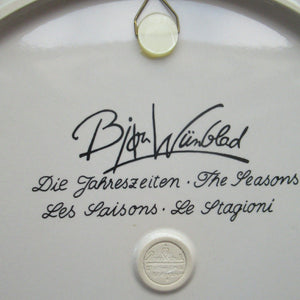 Bjørn Wiinblad
Die Jahreszeiten · The Seasons
Les Saisons · Le Stagioni